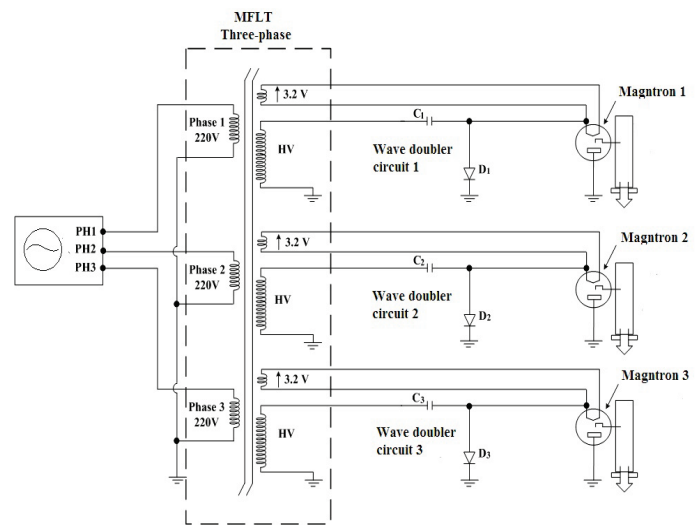 MFLT
Three-phase
3.2 V
Magntron 1
C1
Phase 1
220V
HV
Wave doubler
circuit 1
D1
PH1
PH2
PH3
3.2 V
Magntron 2
C2
Phase 2
220V
HV
Wave doubler
circuit 2
D2
3.2 V
Magntron 3
C3
Phase 3
220V
HV
Wave doubler
circuit 3
D3